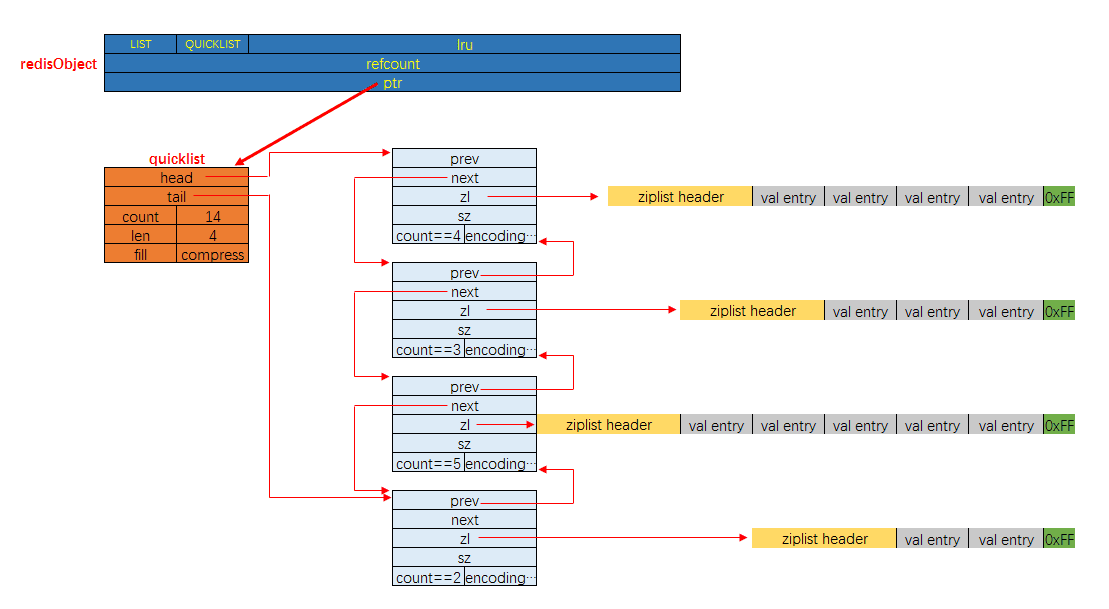 LIST QUICKLIST lru
redisObject refcount
ptr
quicklist
head
tail
count 14
len 4
fill compress
prev
next
zl ziplist header val entry val entry val entry val entry 0xFF
sz
count==4 encoding…
prev
next
zl ziplist header val entry val entry val entry 0xFF
sz
count==3 encoding…
prev
next
zl ziplist header val entry val entry val entry val entry val entry 0xFF
sz
count==5 encoding…
prev
next
zl ziplist header val entry val entry 0xFF
sz
count==2 encoding…